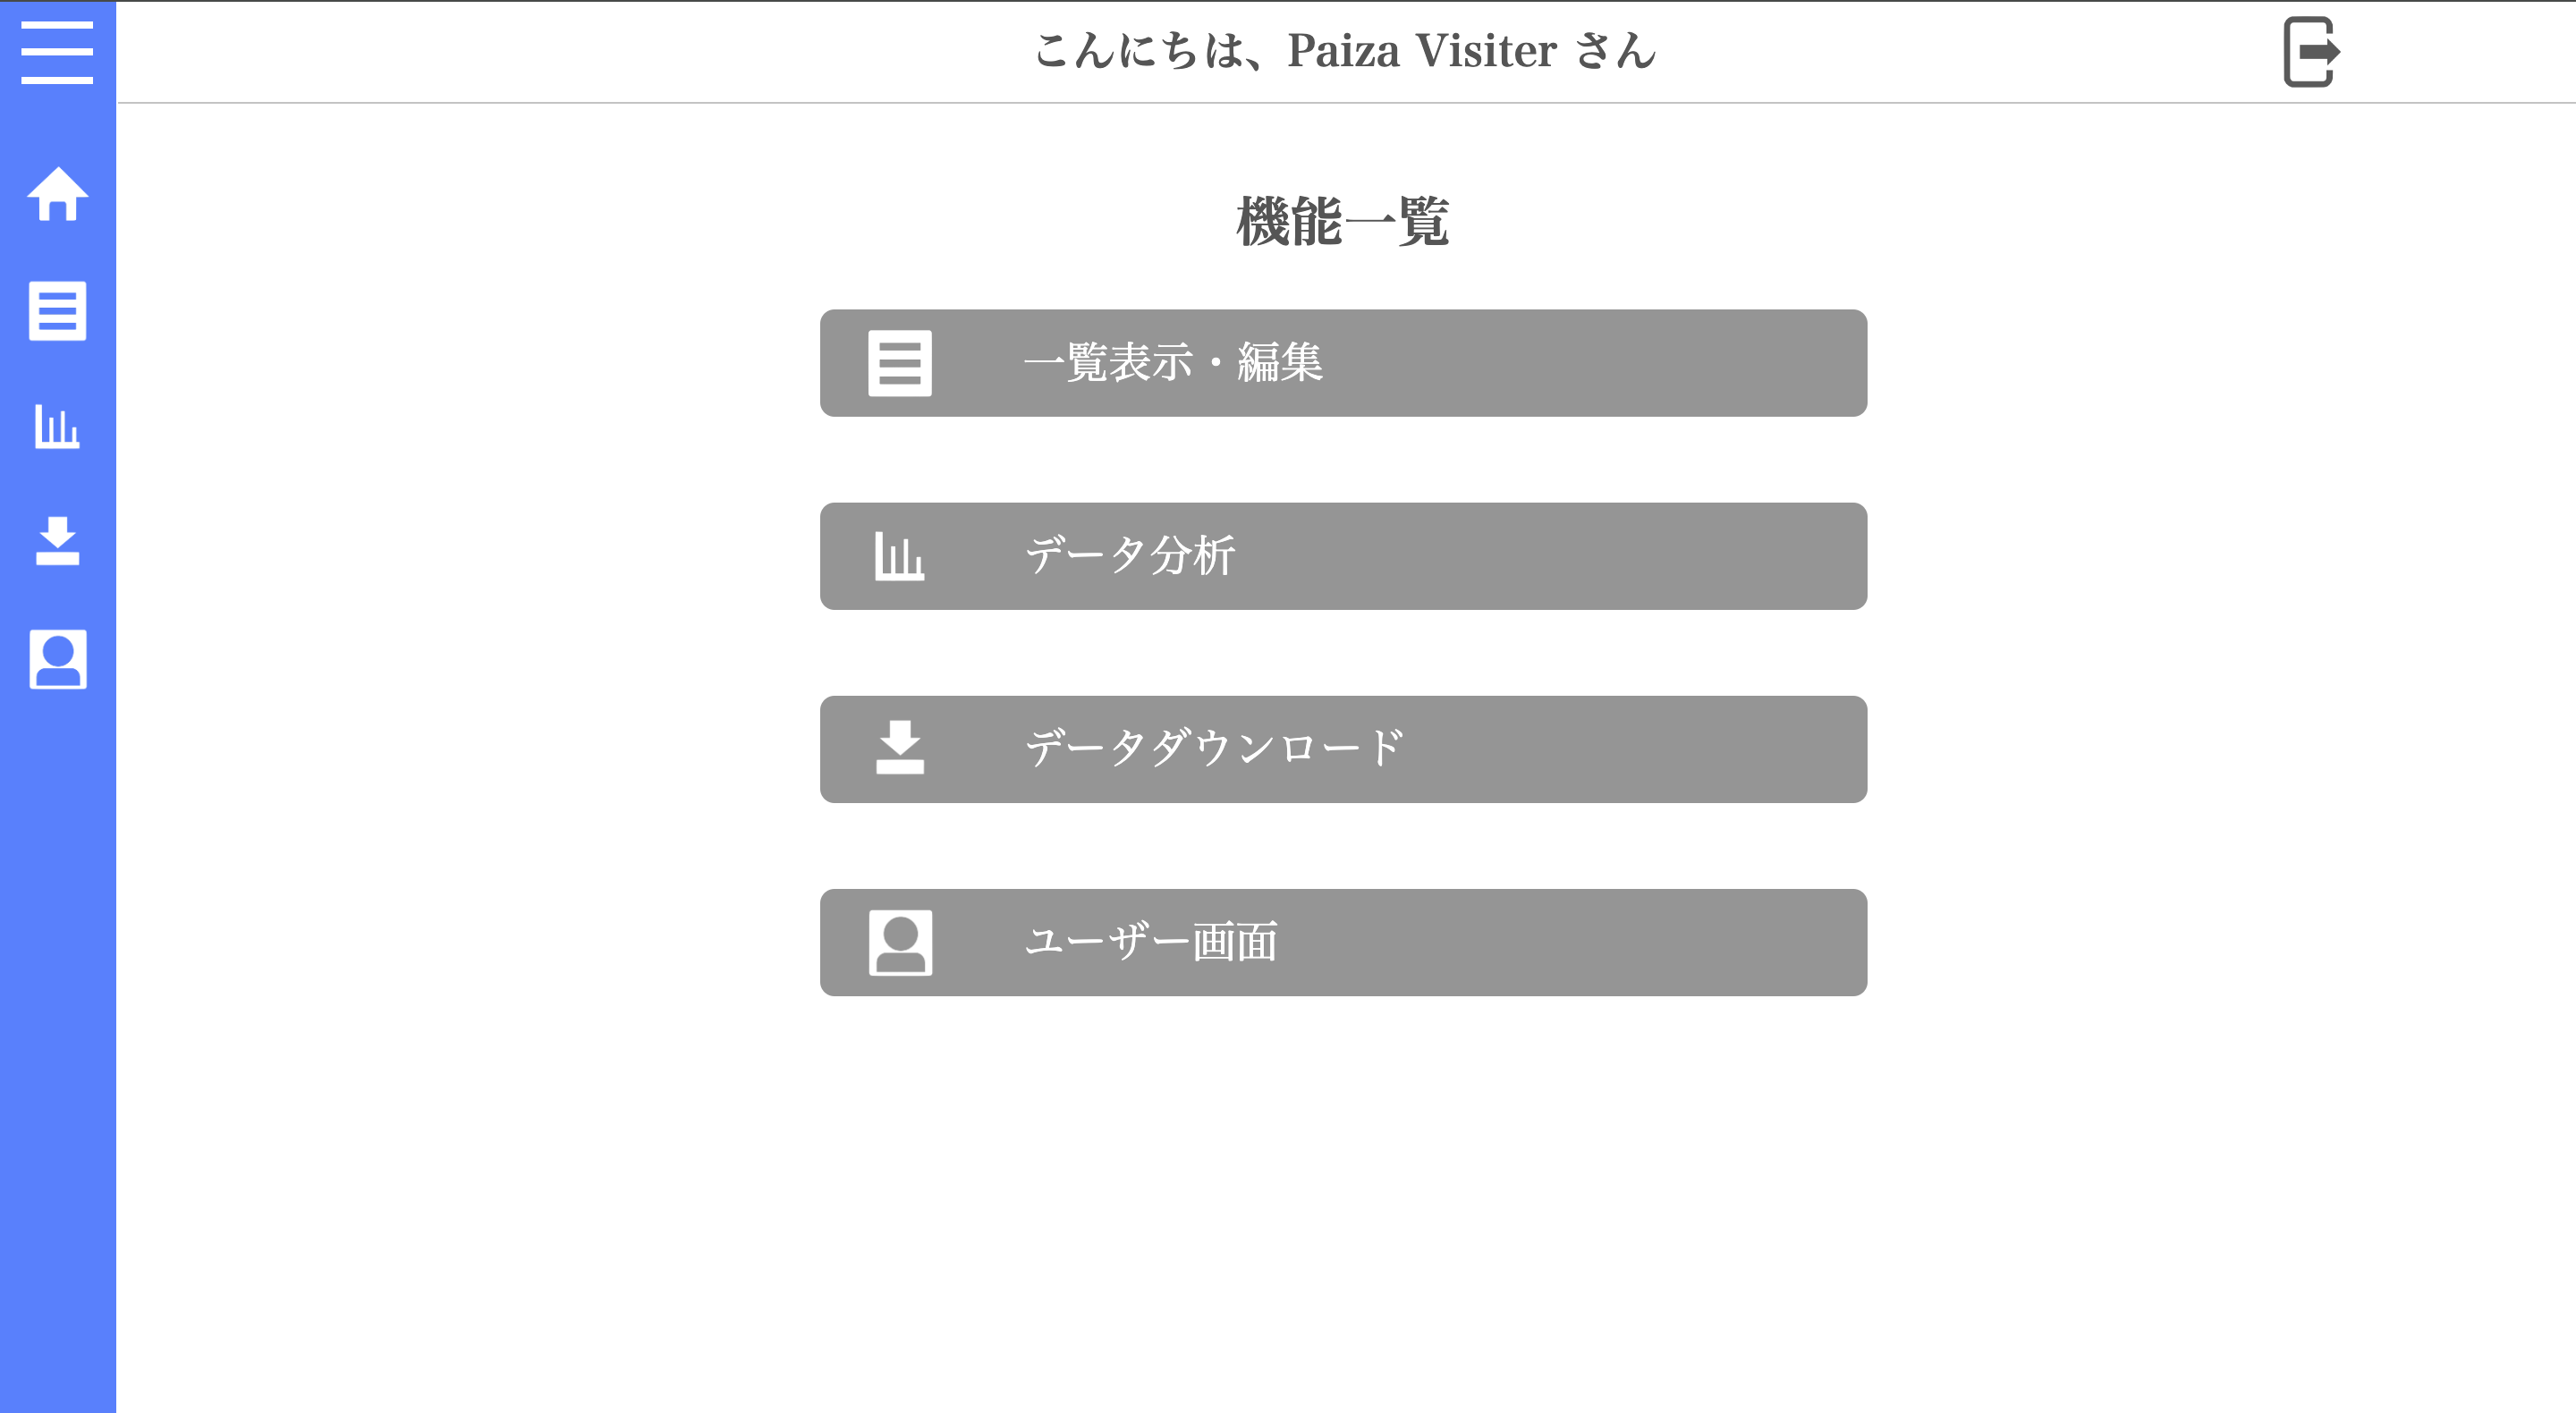 こんにちは、Paiza Visiter さん
機能一覧
一覧表示・編集
データ分析
データダウンロード
ユーザー画面